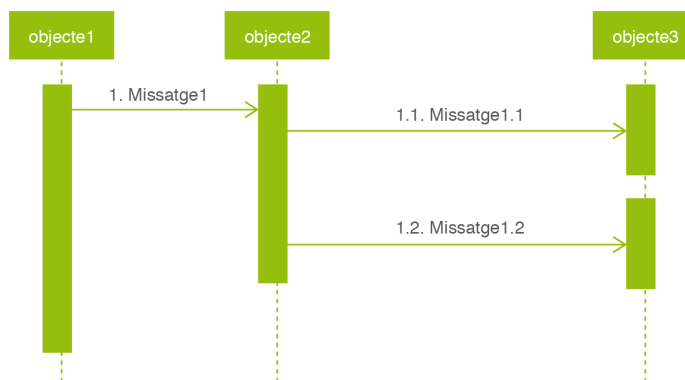 objecte1
objecte2
objecte3
1. Missatge1
1.1. Missatge1.1
1.2. Missatge1.2